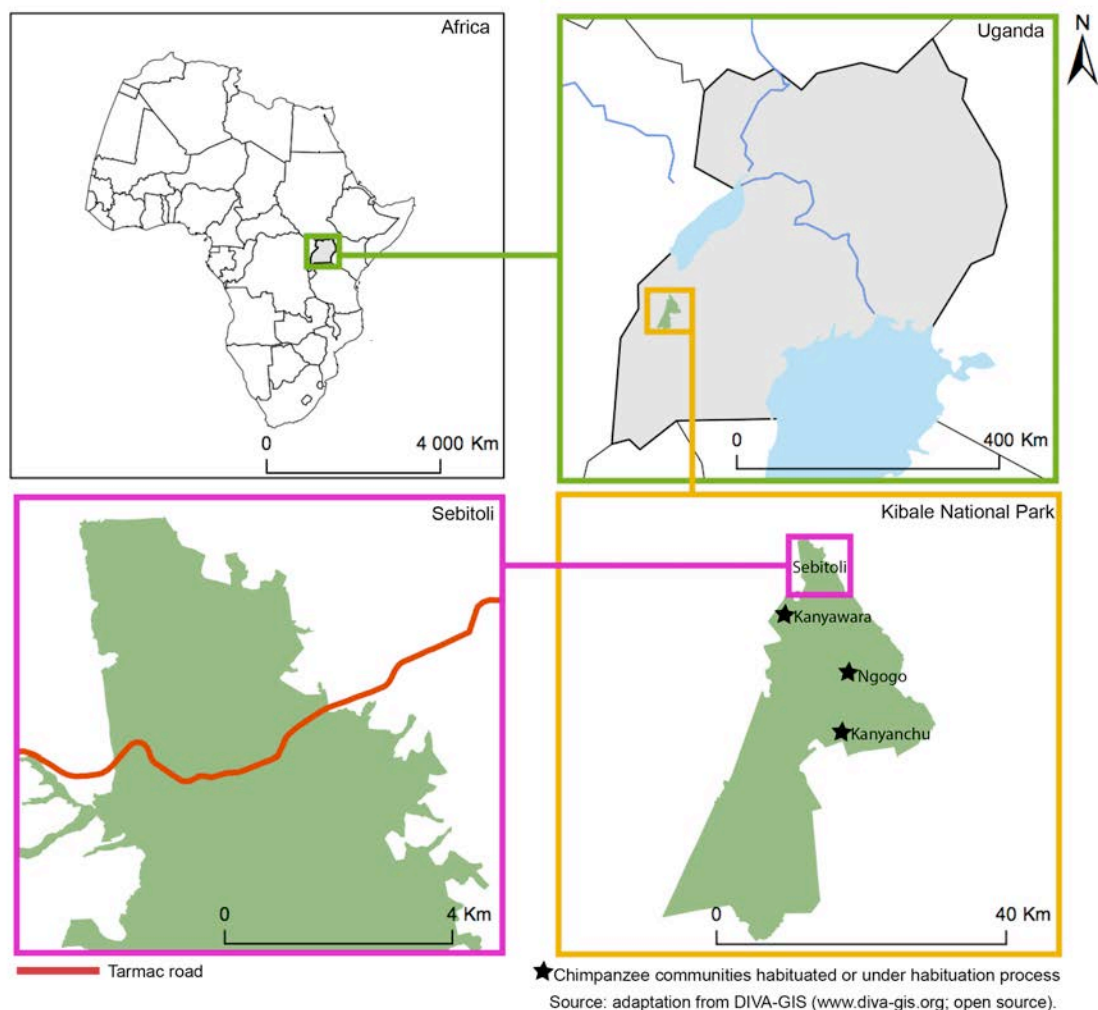 Africa
0
4 000 Km
Uganda
N
0
400 Km
Sebitoli
0
4 Km
Tarmac road
Kibale National Park
Sebitoli
Kanyawara
Ngogo
Kanyanchu
0
40 Km
Chimpanzee communities habituated or under habituation process
Source: adaptation from DIVA-GIS (www.diva-gis.org; open source).